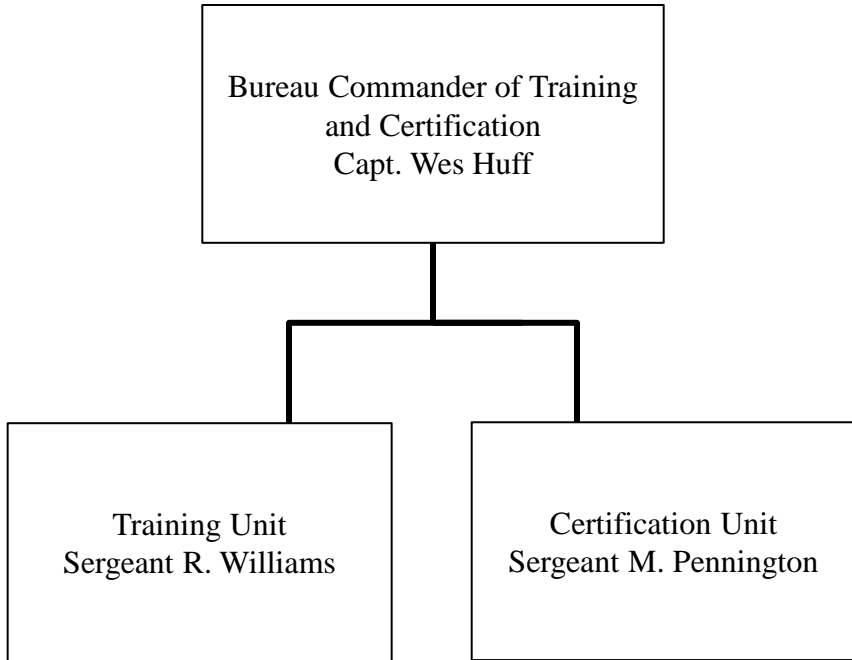 Bureau Commander of Training
and Certification
Capt. Wes Huff
Training Unit
Sergeant R. Williams
Certification Unit
Sergeant M. Pennington